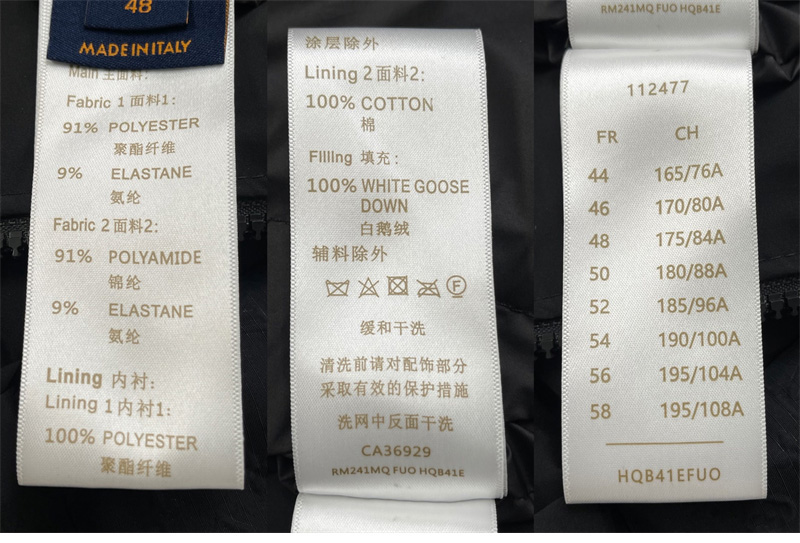 48
MADE IN ITALY
Main 主面料:
Fabric 1 面料1:
91% POLYESTER
聚酯纤维
9% ELASTANE
氨纶
Fabric 2 面料2:
91% POLYAMIDE
锦纶
9% ELASTANE
氨纶
Lining 内衬:
Lining 1 内衬1:
100% POLYESTER
聚酯纤维
涂层除外
Lining 2 面料2:
100% COTTON
棉
Filling 填充:
100% WHITE GOOSE
DOWN
白鹅绒
辅料除外
F
缓和干洗
清洗前请对配饰部分
采取有效的保护措施
洗网中反面干洗
CA36929
RM241MQ FUO HQB41E
RM241MQ FUO HQB41E
112477
FR CH
44 165/76A
46 170/80A
48 175/84A
50 180/88A
52 185/96A
54 190/100A
56 195/104A
58 195/108A
HQB41EFUO